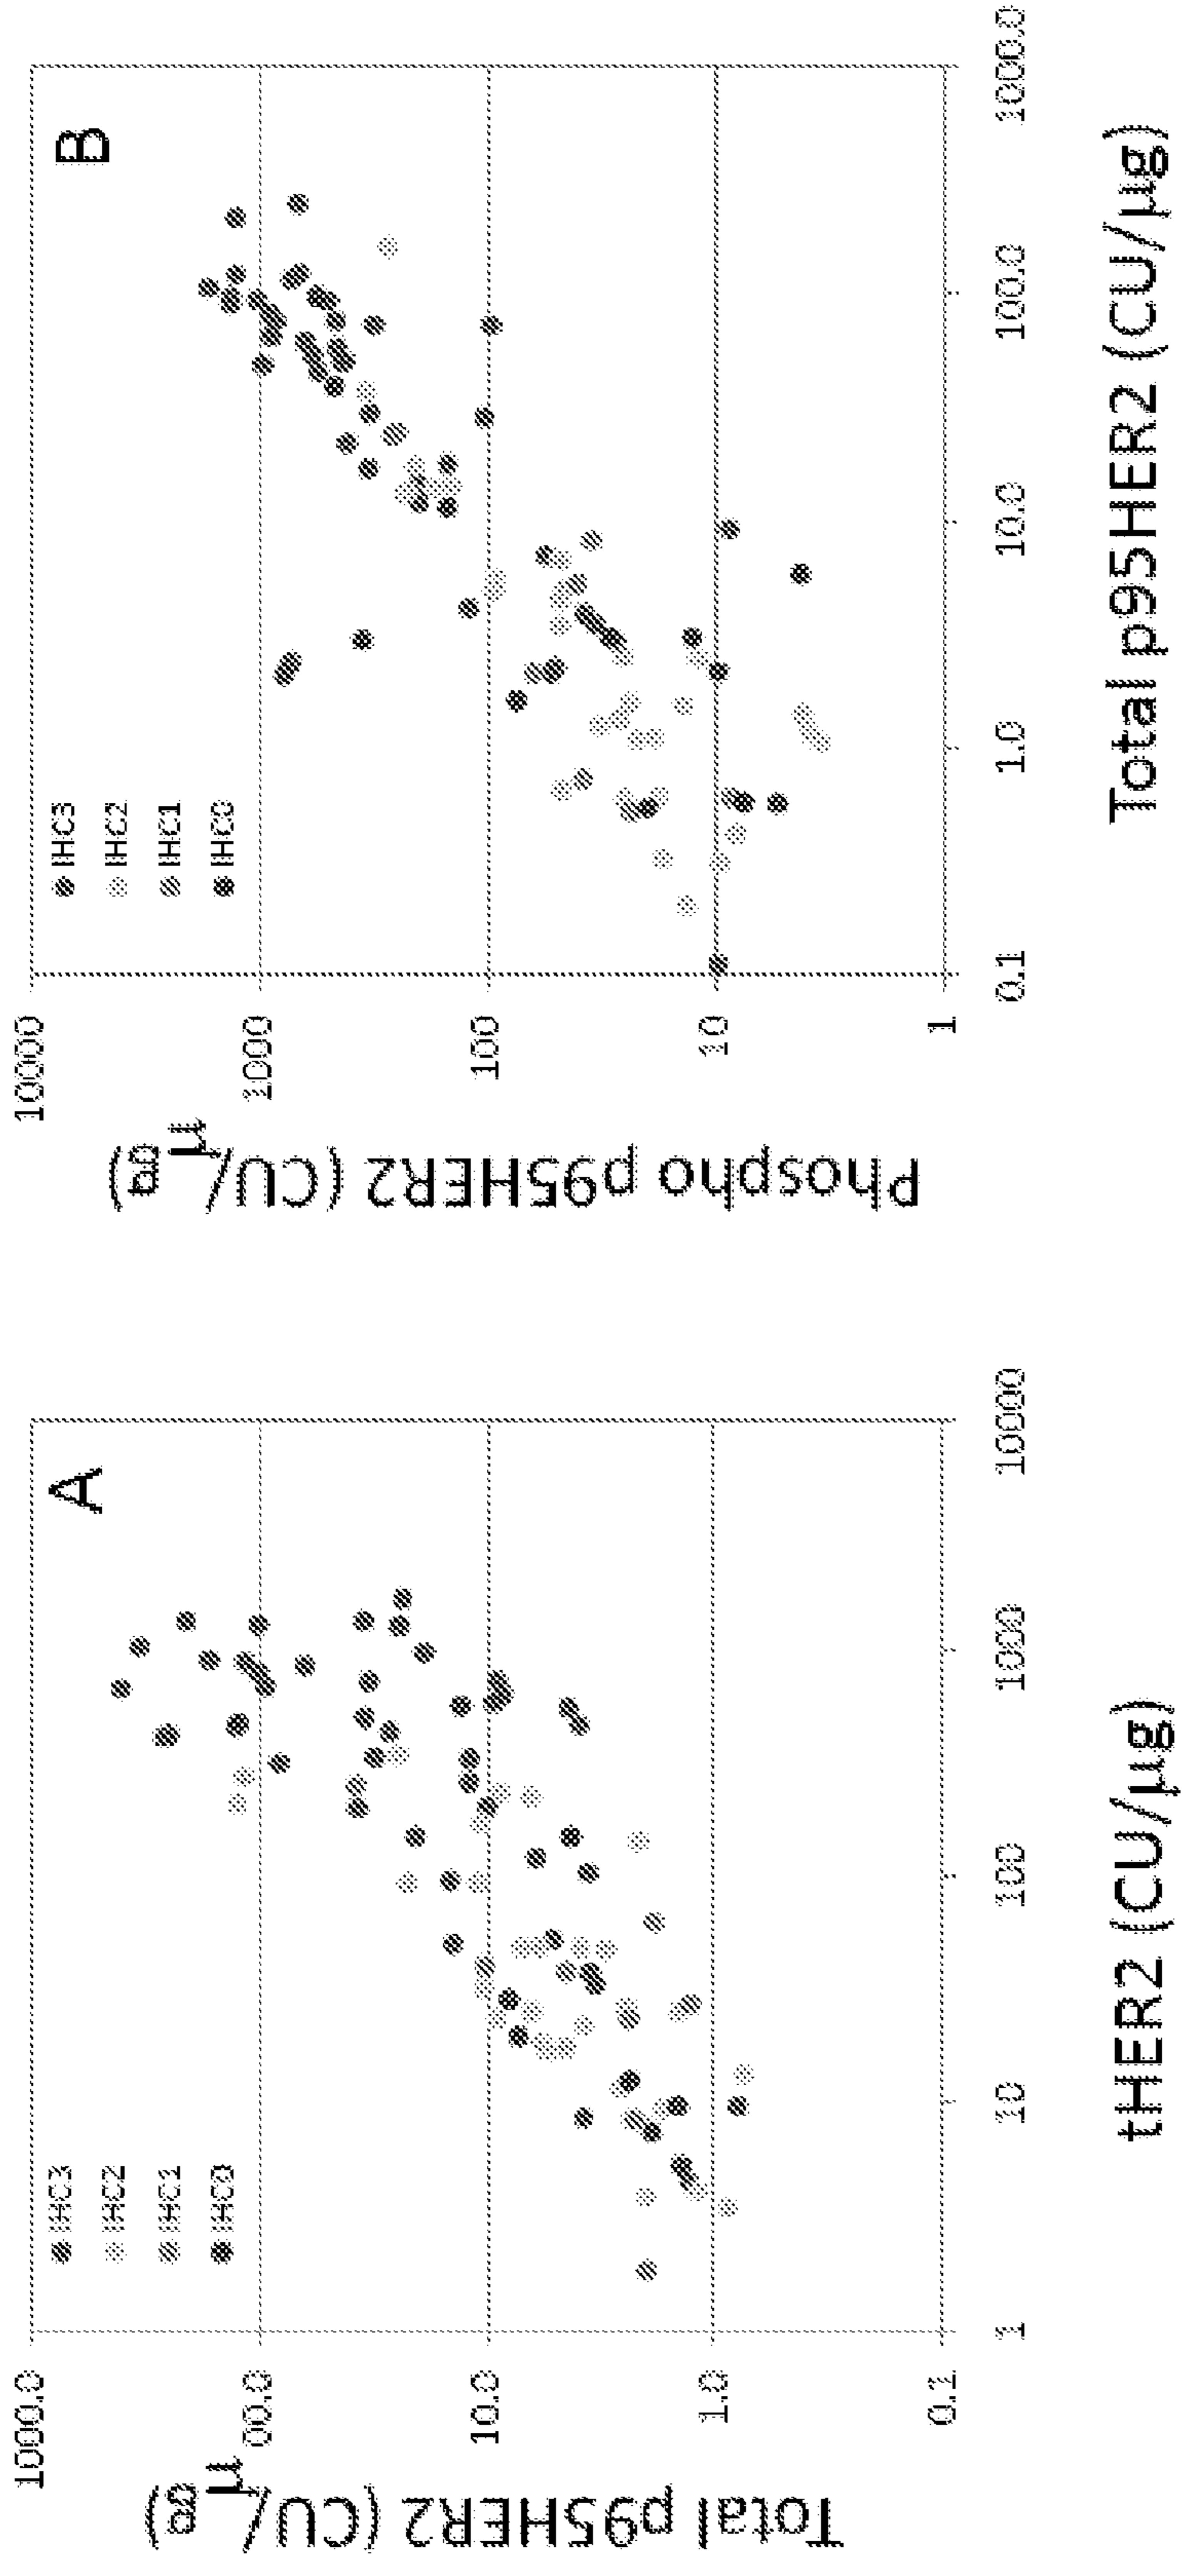 A
IHC3
IHC2
IHC1
IHC0
1000.0
00.0
10.0
1.0
0.1
Total p95HER2 (CU/μg)
1
10
100
1000
10000
tHER2 (CU/μg)
B
IHC3
IHC2
IHC1
IHC0
10000
1000
100
10
1
Phospho p95HER2 (CU/μg)
0.1
1.0
10.0
100.0
1000.0
Total p95HER2 (CU/μg)